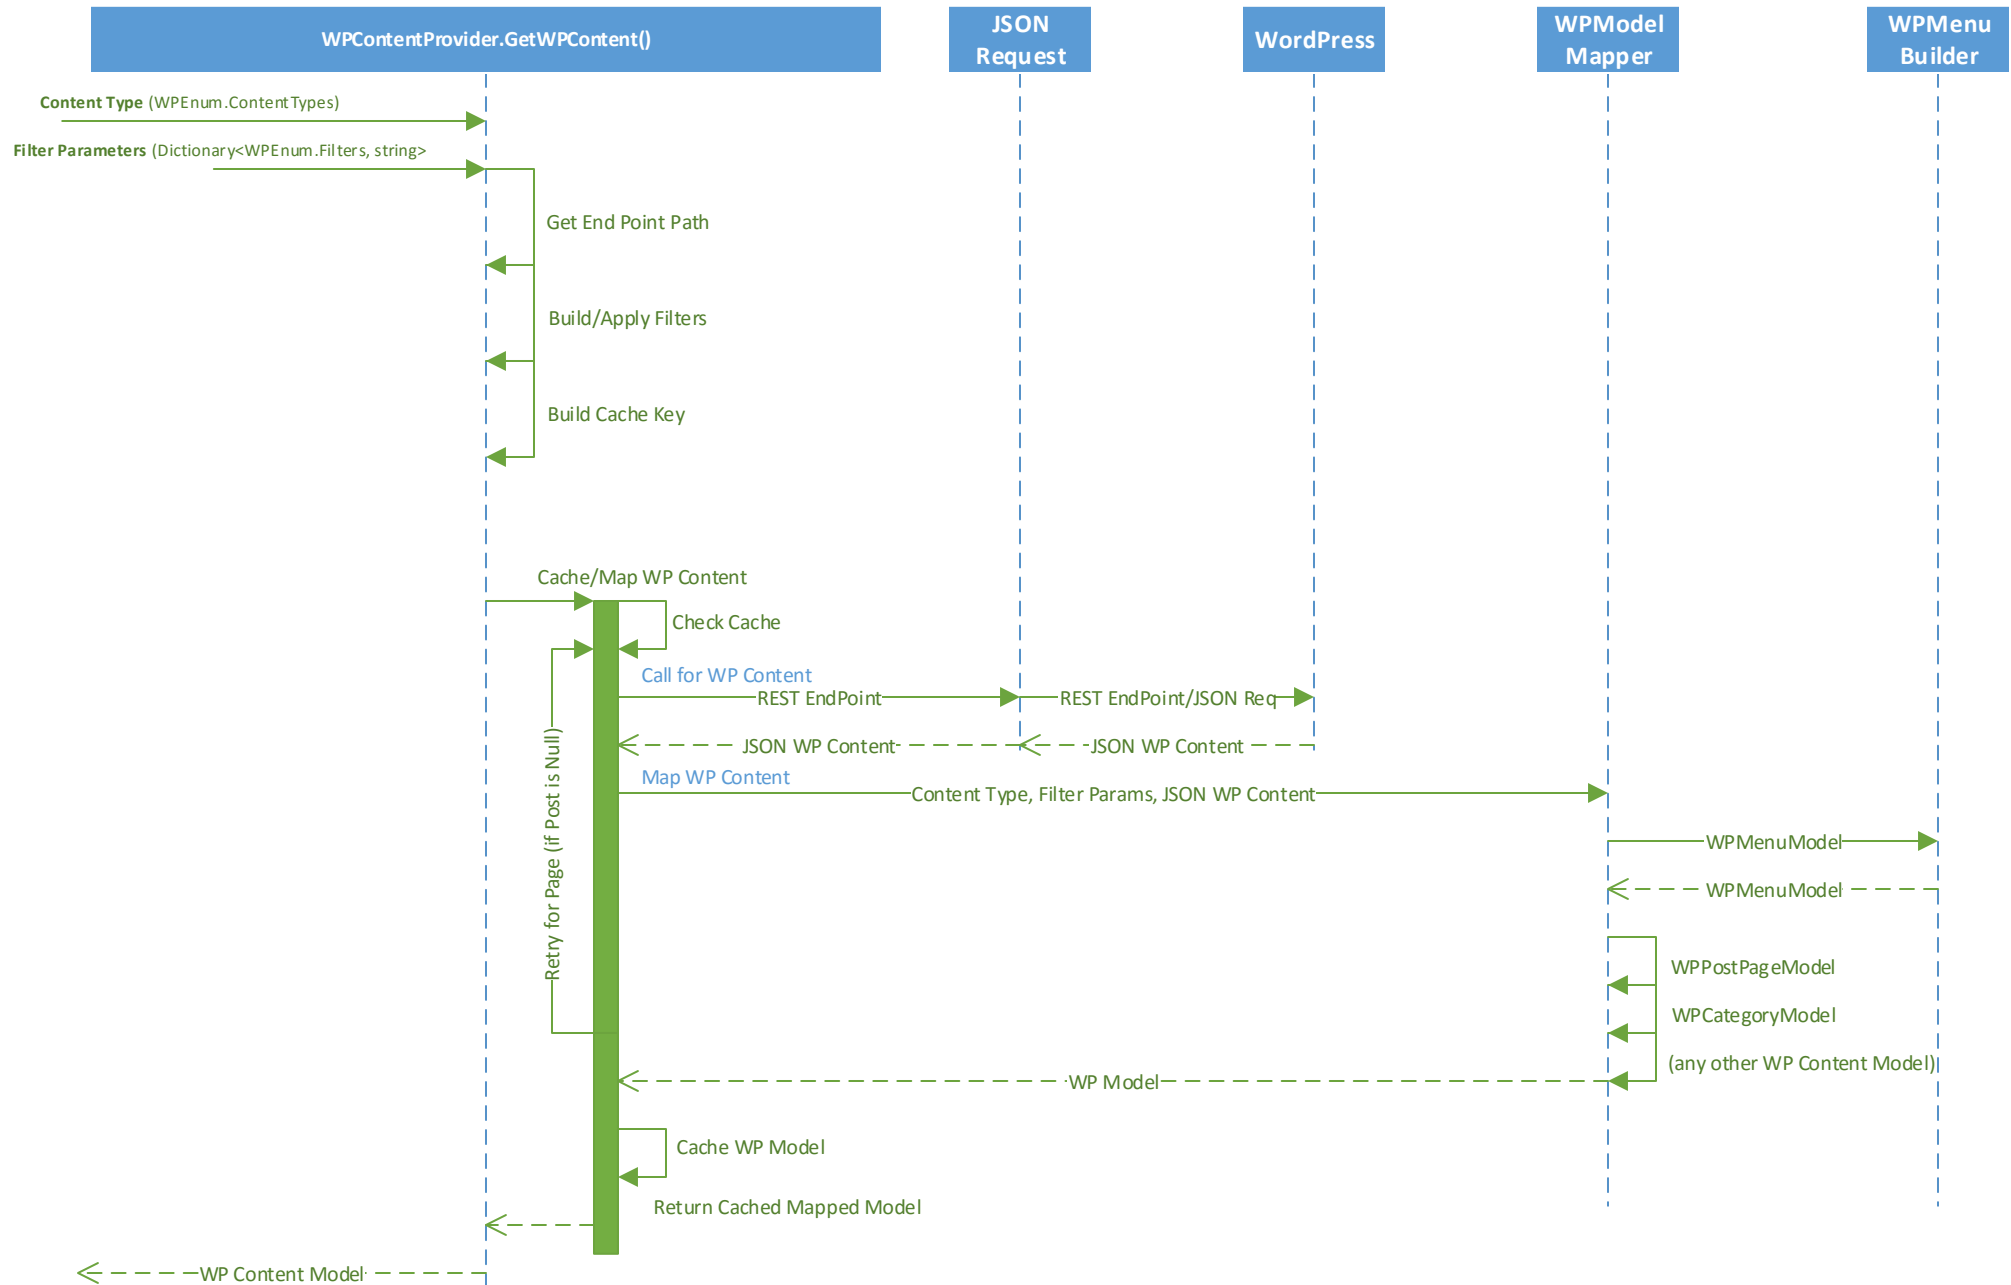 WPContentProvider.GetWPContent()
JSON
Request
WordPress
WPModel
Mapper
WPMenu
Builder
Content Type (WPEnum.ContentTypes)
Filter Parameters (Dictionary<WPEnum.Filters, string>
Get End Point Path
Build/Apply Filters
Build Cache Key
Cache/Map WP Content
Check Cache
Call for WP Content
REST EndPoint
REST EndPoint/JSON Req
JSON WP Content
JSON WP Content
Map WP Content
Content Type, Filter Params, JSON WP Content
Retry for Page (if Post is Null)
WPMenuModel
WPMenuModel
WPPostPageModel
WPCategoryModel
(any other WP Content Model)
WP Model
Cache WP Model
Return Cached Mapped Model
WP Content Model